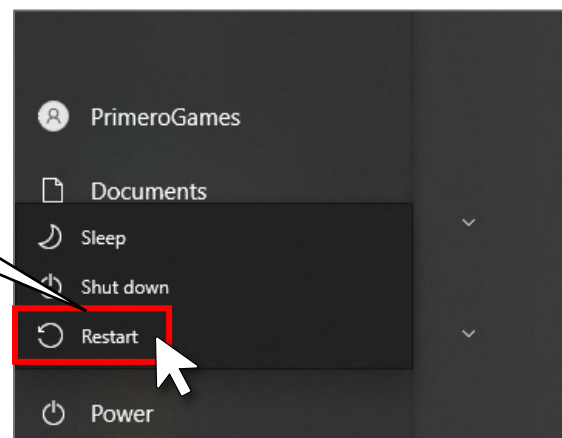 PrimeroGames
Documents
Sleep
Shut down
Restart
Power